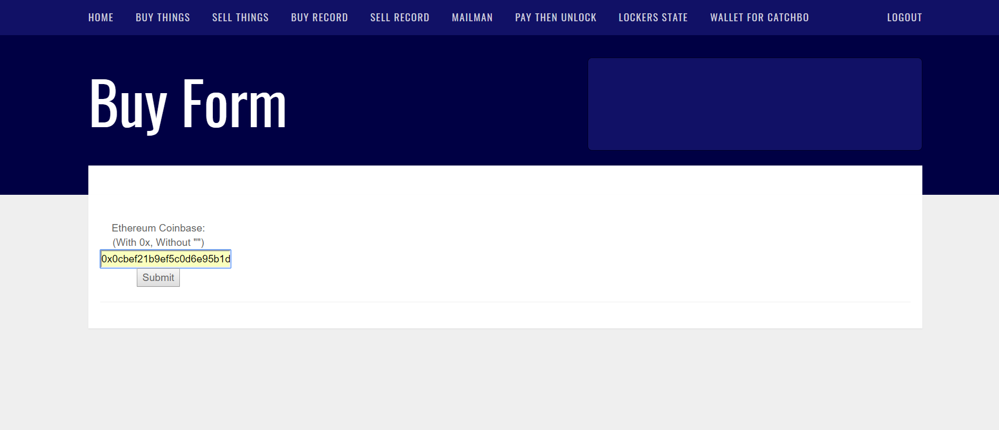 HOME BUY THINGS SELL THINGS BUY RECORD SELL RECORD MAILMAN PAY THEN UNLOCK LOCKERS STATE WALLET FOR CATCHBO LOGOUT
Buy Form
Ethereum Coinbase:
(With 0x, Without "")
0x0cbef21b9ef5c0d6e95b1d
Submit